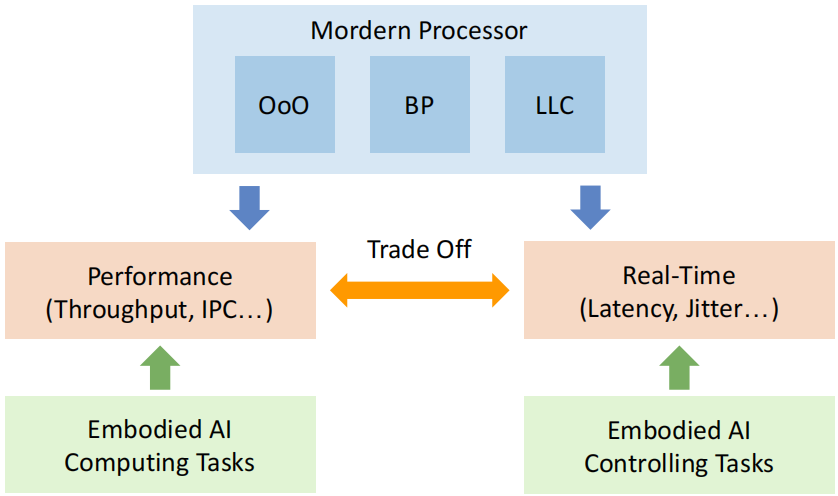 Mordern Processor
OoO
BP
LLC
Trade Off
Performance
(Throughput, IPC...)
Real-Time
(Latency, Jitter...)
Embodied AI
Computing Tasks
Embodied AI
Controlling Tasks